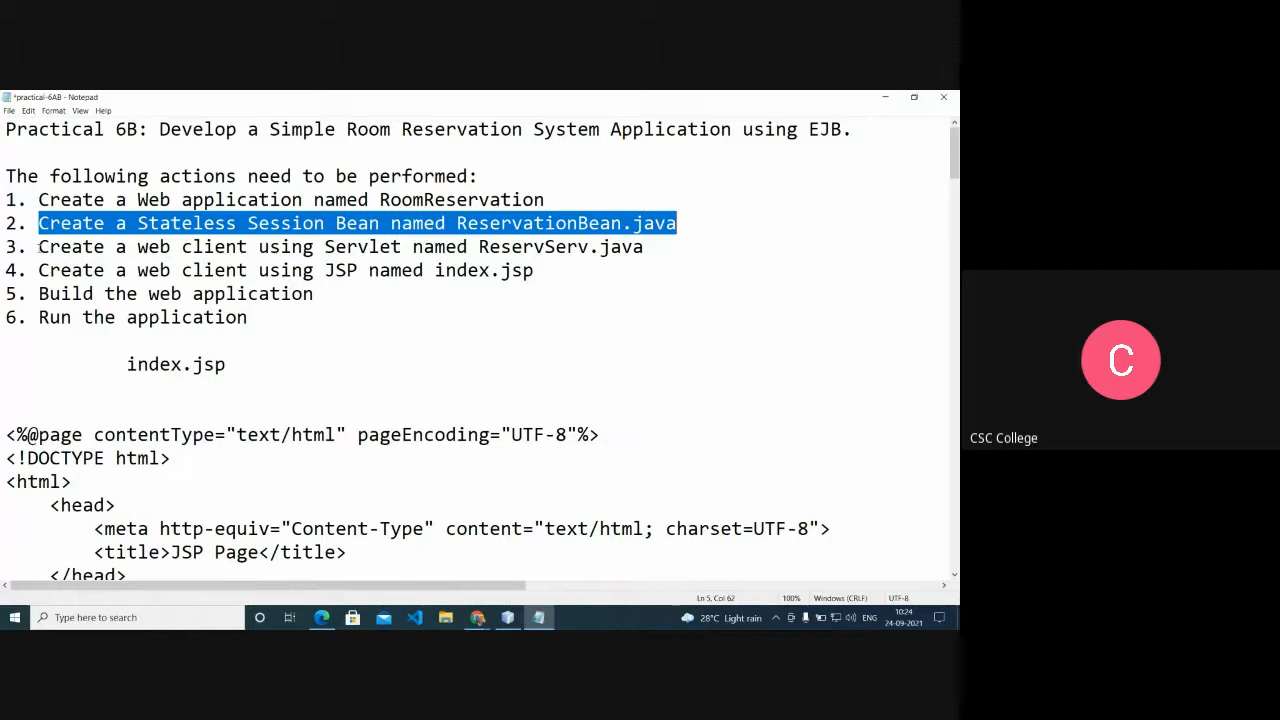 *practical-6AB - Notepad
File Edit Format View Help
Practical 6B: Develop a Simple Room Reservation System Application using EJB.
The following actions need to be performed:
1. Create a Web application named RoomReservation
2. Create a Stateless Session Bean named ReservationBean.java
3. Create a web client using Servlet named ReservServ.java
4. Create a web client using JSP named index.jsp
5. Build the web application
6. Run the application
index.jsp
<%@page contentType="text/html" pageEncoding="UTF-8"%>
<!DOCTYPE html>
<html>
<head>
<meta http-equiv="Content-Type" content="text/html; charset=UTF-8">
<title>JSP Page</title>
</head>
Ln 5, Col 62 100% Windows (CRLF) UTF-8
Type here to search
28°C Light rain ENG 10:24
24-09-2021
C
CSC College